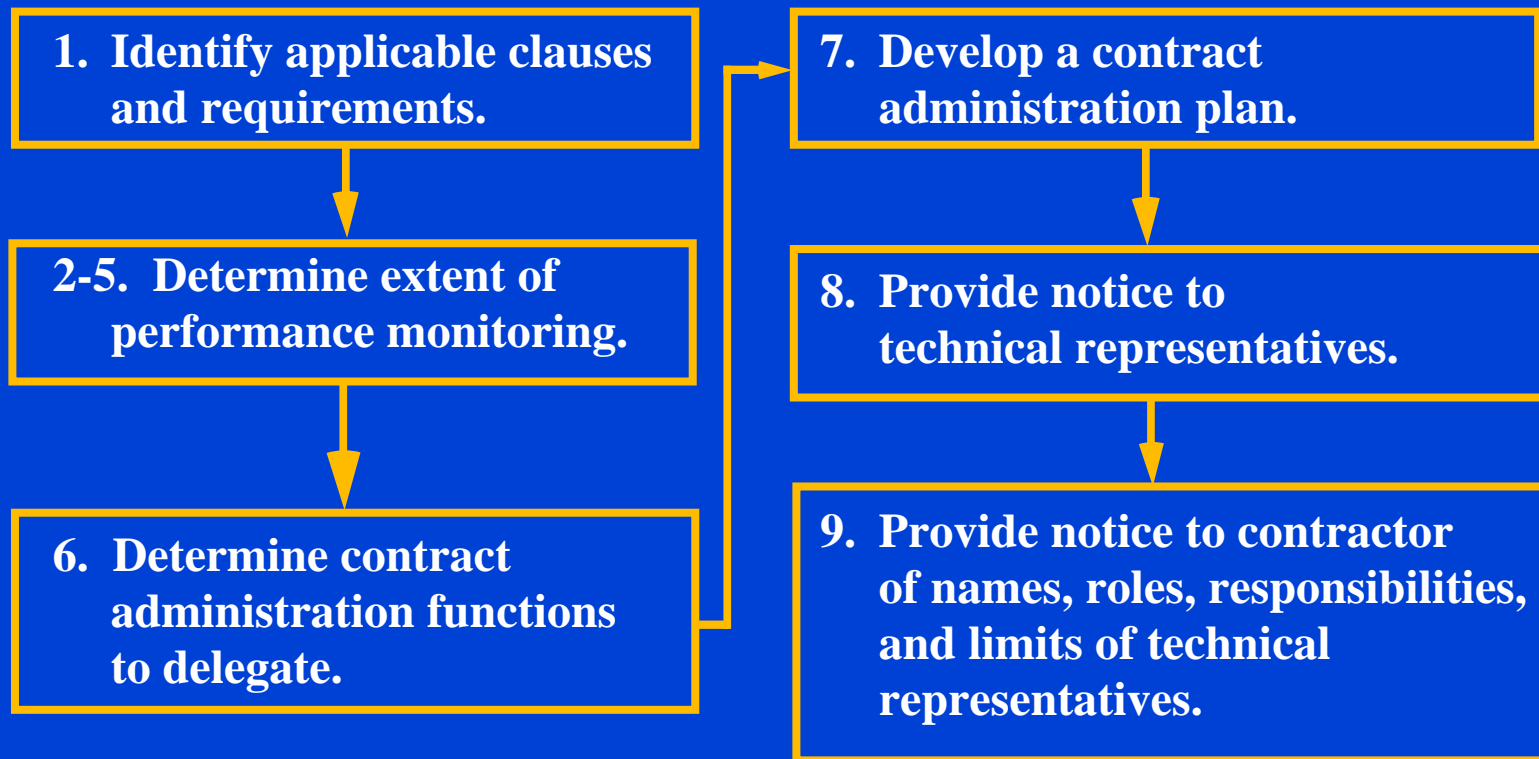 1. Identify applicable clauses
and requirements.
2-5. Determine extent of
performance monitoring.
6. Determine contract
administration functions
to delegate.
7. Develop a contract
administration plan.
8. Provide notice to
technical representatives.
9. Provide notice to contractor
of names, roles, responsibilities,
and limits of technical
representatives.